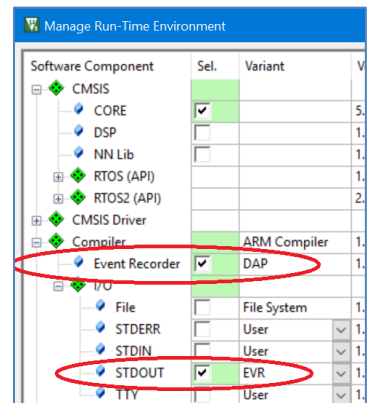 Manage Run-Time Environment
Software Component Sel. Variant V
CMSIS
CORE 5.
DSP 1.
NN Lib 1.
RTOS (API) 1.
RTOS2 (API) 2.
CMSIS Driver
Compiler ARM Compiler 1.
Event Recorder DAP 1.
I/O
File File System 1.
STDERR User 1.
STDIN User 1.
STDOUT EVR 1.
TTY User 1.